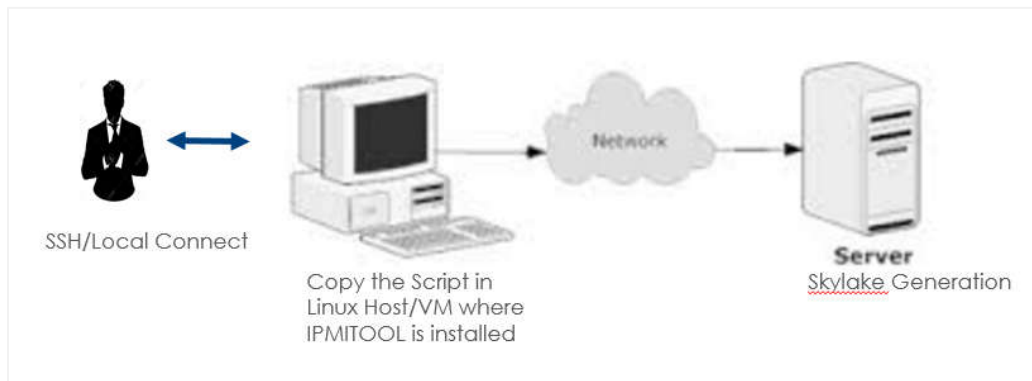 SSH/Local Connect
Copy the Script in
Linux Host/VM where
IPMITOOL is installed
Network
Server
Skylake Generation